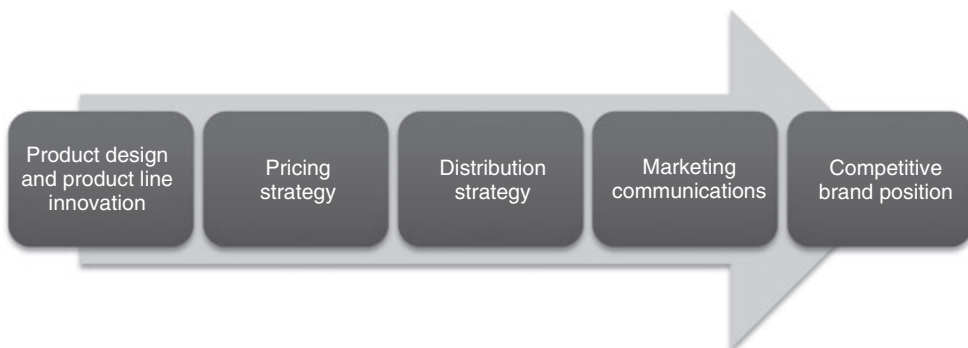 Product design
and product line
innovation
Pricing
strategy
Distribution
strategy
Marketing
communications
Competitive
brand position